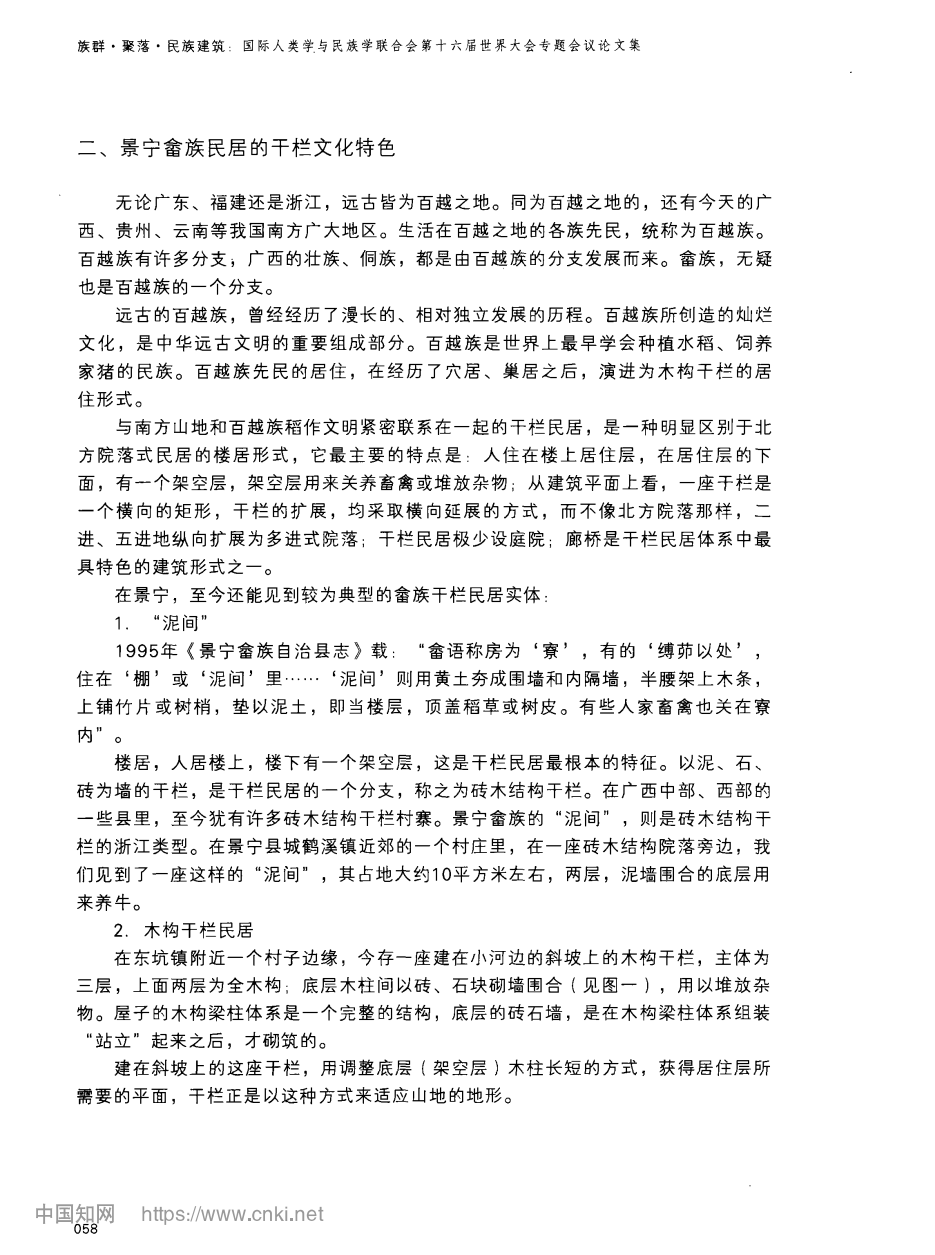 族群·聚落·民族建筑：国际人类学与民族学联合会第十六届世界大会专题会议论文集
二、景宁畲族民居的干栏文化特色
无论广东、福建还是浙江，远古皆为百越之地。同为百越之地的，还有今天的广
西、贵州、云南等我国南方广大地区。生活在百越之地的各族先民，统称为百越族。
百越族有许多分支，广西的壮族、侗族，都是由百越族的分支发展而来。畲族，无疑
也是百越族的一个分支。
远古的百越族，曾经经历了漫长的、相对独立发展的历程。百越族所创造的灿烂
文化，是中华远古文明的重要组成部分。百越族是世界上最早学会种植水稻、饲养
家猪的民族。百越族先民的居住，在经历了穴居、巢居之后，演进为木构干栏的居
住形式。
与南方山地和百越族稻作文明紧密联系在一起的干栏民居，是一种明显区别于北
方院落式民居的楼居形式，它最主要的特点是：人住在楼上居住层，在居住层的下
面，有一个架空层，架空层用来关养畜禽或堆放杂物；从建筑平面上看，一座干栏是
一个横向的矩形，干栏的扩展，均采取横向延展的方式，而不像北方院落那样，二
进、五进地纵向扩展为多进式院落；干栏民居极少设庭院；廊桥是干栏民居体系中最
具特色的建筑形式之一。
在景宁，至今还能见到较为典型的畲族干栏民居实体：
1．“泥间”
1995年《景宁畲族自治县志》载：“畲语称房为‘寮’，有的‘缚茆以处’，
住在‘棚’或‘泥间’里……‘泥间’则用黄土夯成围墙和内隔墙，半腰架上木条，
上铺竹片或树梢，垫以泥土，即当楼层，顶盖稻草或树皮。有些人家畜禽也关在寮
内”。
楼居，人居楼上，楼下有一个架空层，这是干栏民居最根本的特征。以泥、石、
砖为墙的干栏，是干栏民居的一个分支，称之为砖木结构干栏。在广西中部、西部的
一些县里，至今犹有许多砖木结构干栏村寨。景宁畲族的“泥间”，则是砖木结构干
栏的浙江类型。在景宁县城鹤溪镇近郊的一个村庄里，在一座砖木结构院落旁边，我
们见到了一座这样的“泥间”，其占地大约10平方米左右，两层，泥墙围合的底层用
来养牛。
2．木构干栏民居
在东坑镇附近一个村子边缘，今存一座建在小河边的斜坡上的木构干栏，主体为
三层，上面两层为全木构；底层木柱间以砖、石块砌墙围合（见图一），用以堆放杂
物。屋子的木构梁柱体系是一个完整的结构，底层的砖石墙，是在木构梁柱体系组装
“站立”起来之后，才砌筑的。
建在斜坡上的这座干栏，用调整底层（架空层）木柱长短的方式，获得居住层所
需要的平面，干栏正是以这种方式来适应山地的地形。
中国知网 https://www.cnki.net
058